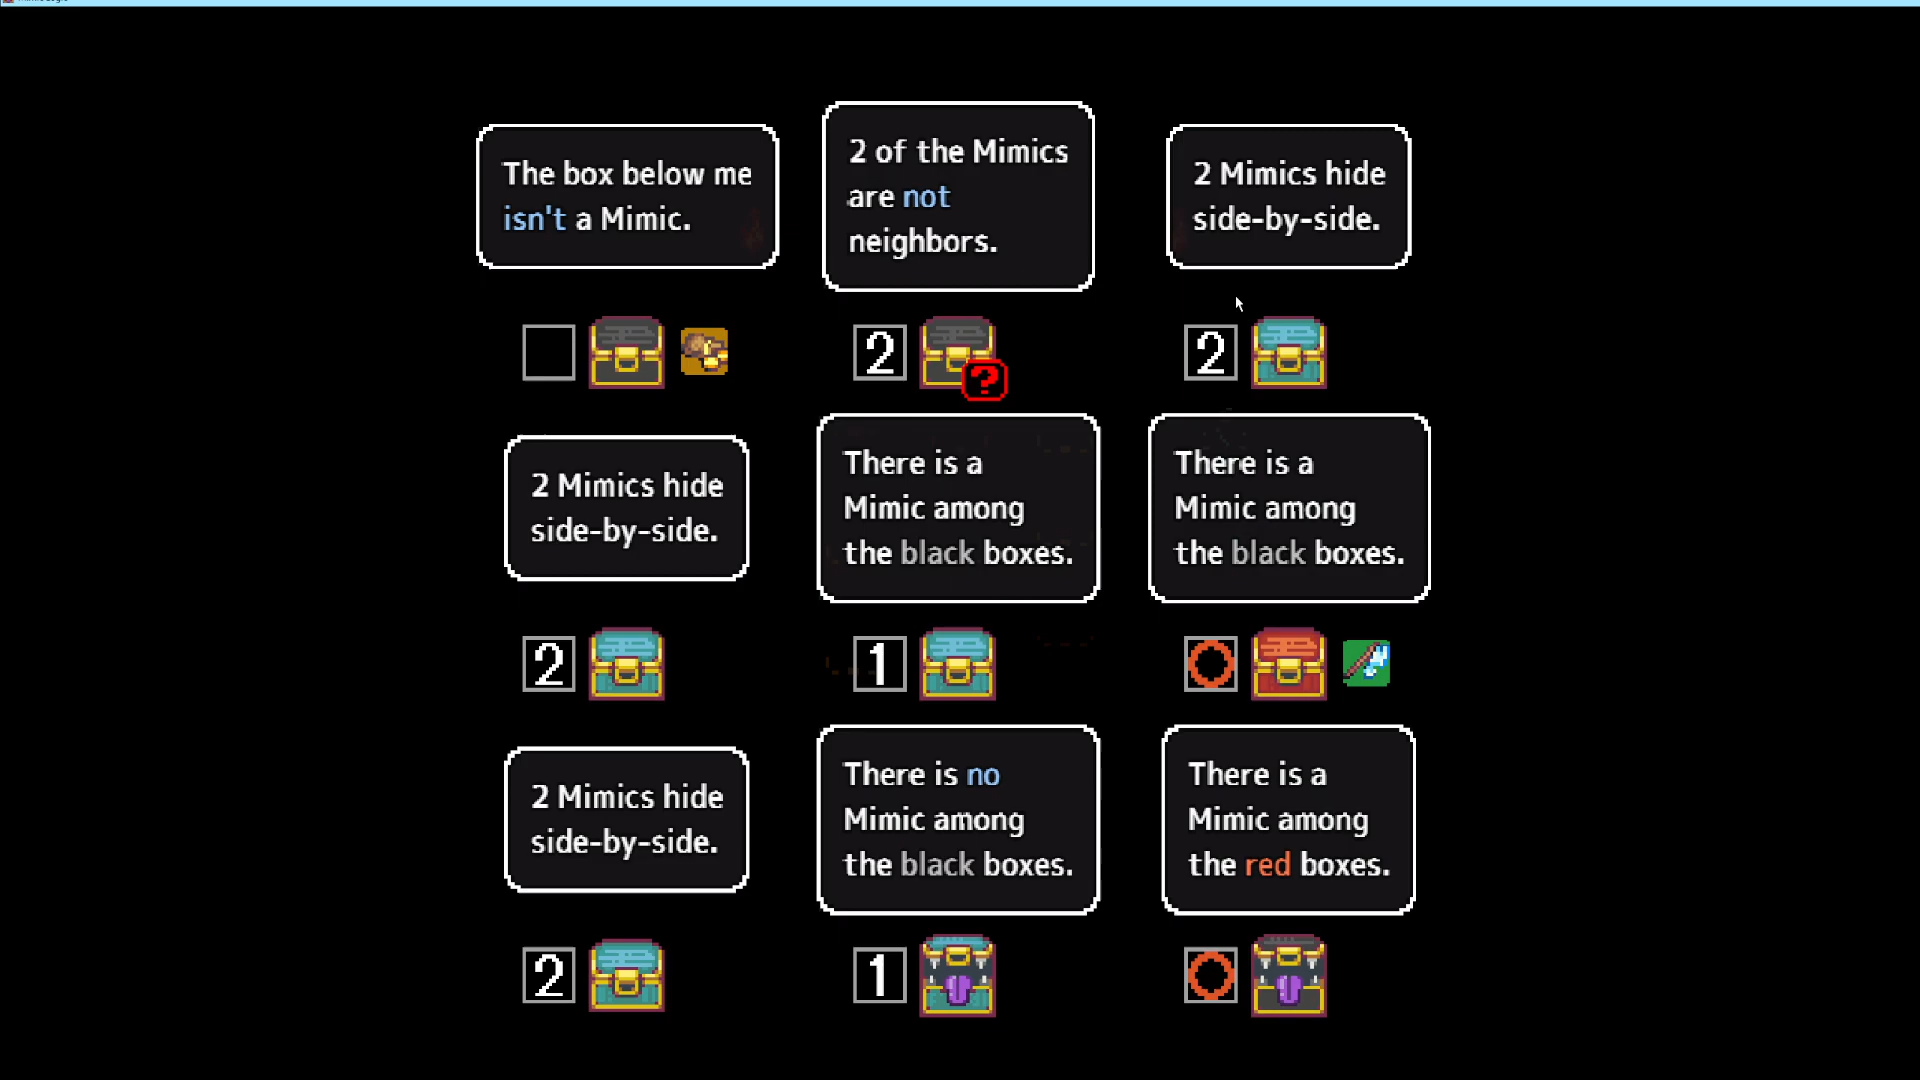 The box below me
isn't a Mimic.
2 of the Mimics
are not
neighbors.
2 Mimics hide
side-by-side.
2
?
2
2 Mimics hide
side-by-side.
There is a
Mimic among
the black boxes.
There is a
Mimic among
the black boxes.
2
1
2 Mimics hide
side-by-side.
There is no
Mimic among
the black boxes.
There is a
Mimic among
the red boxes.
2
1